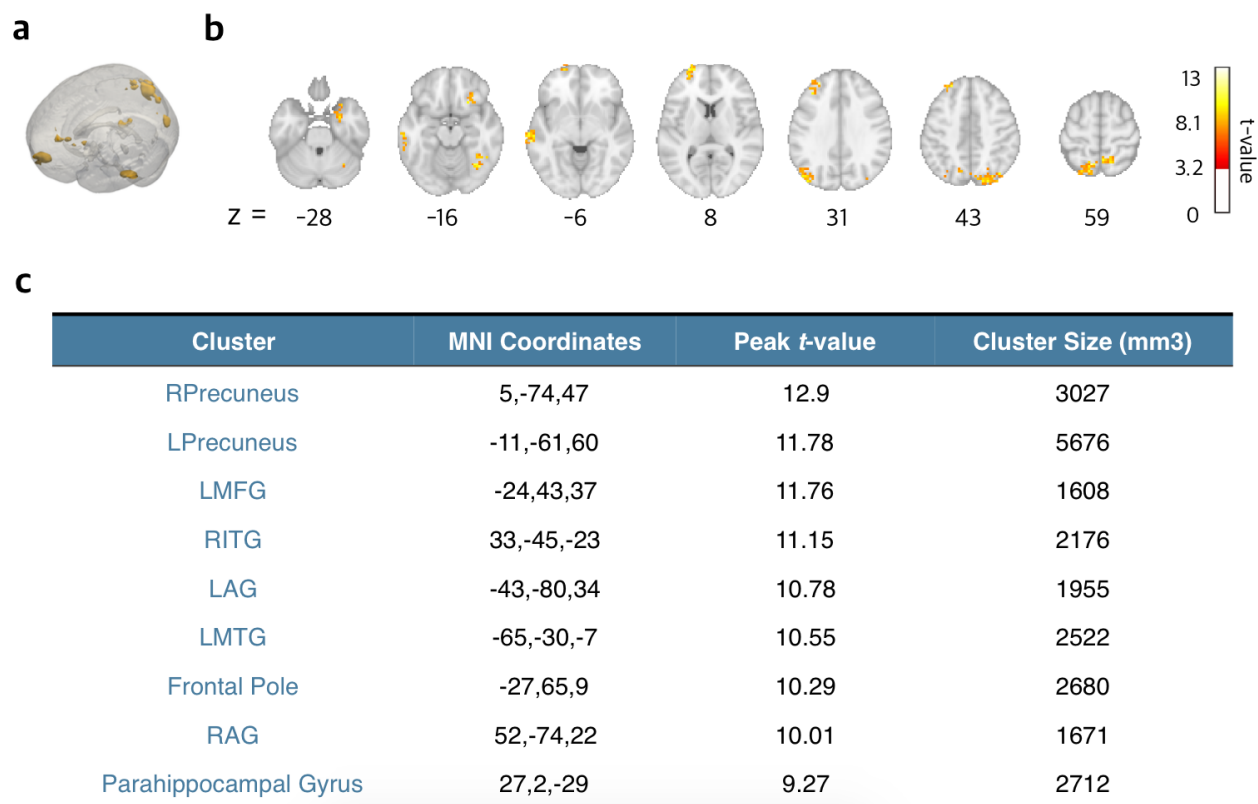 a
b
13
8.1
3.2
0
t-value
z = -28 -16 -6 8 31 43 59
c
Cluster MNI Coordinates Peak t-value Cluster Size (mm3)
RPrecuneus 5,-74,47 12.9 3027
LPrecuneus -11,-61,60 11.78 5676
LMFG -24,43,37 11.76 1608
RITG 33,-45,-23 11.15 2176
LAG -43,-80,34 10.78 1955
LMTG -65,-30,-7 10.55 2522
Frontal Pole -27,65,9 10.29 2680
RAG 52,-74,22 10.01 1671
Parahippocampal Gyrus 27,2,-29 9.27 2712